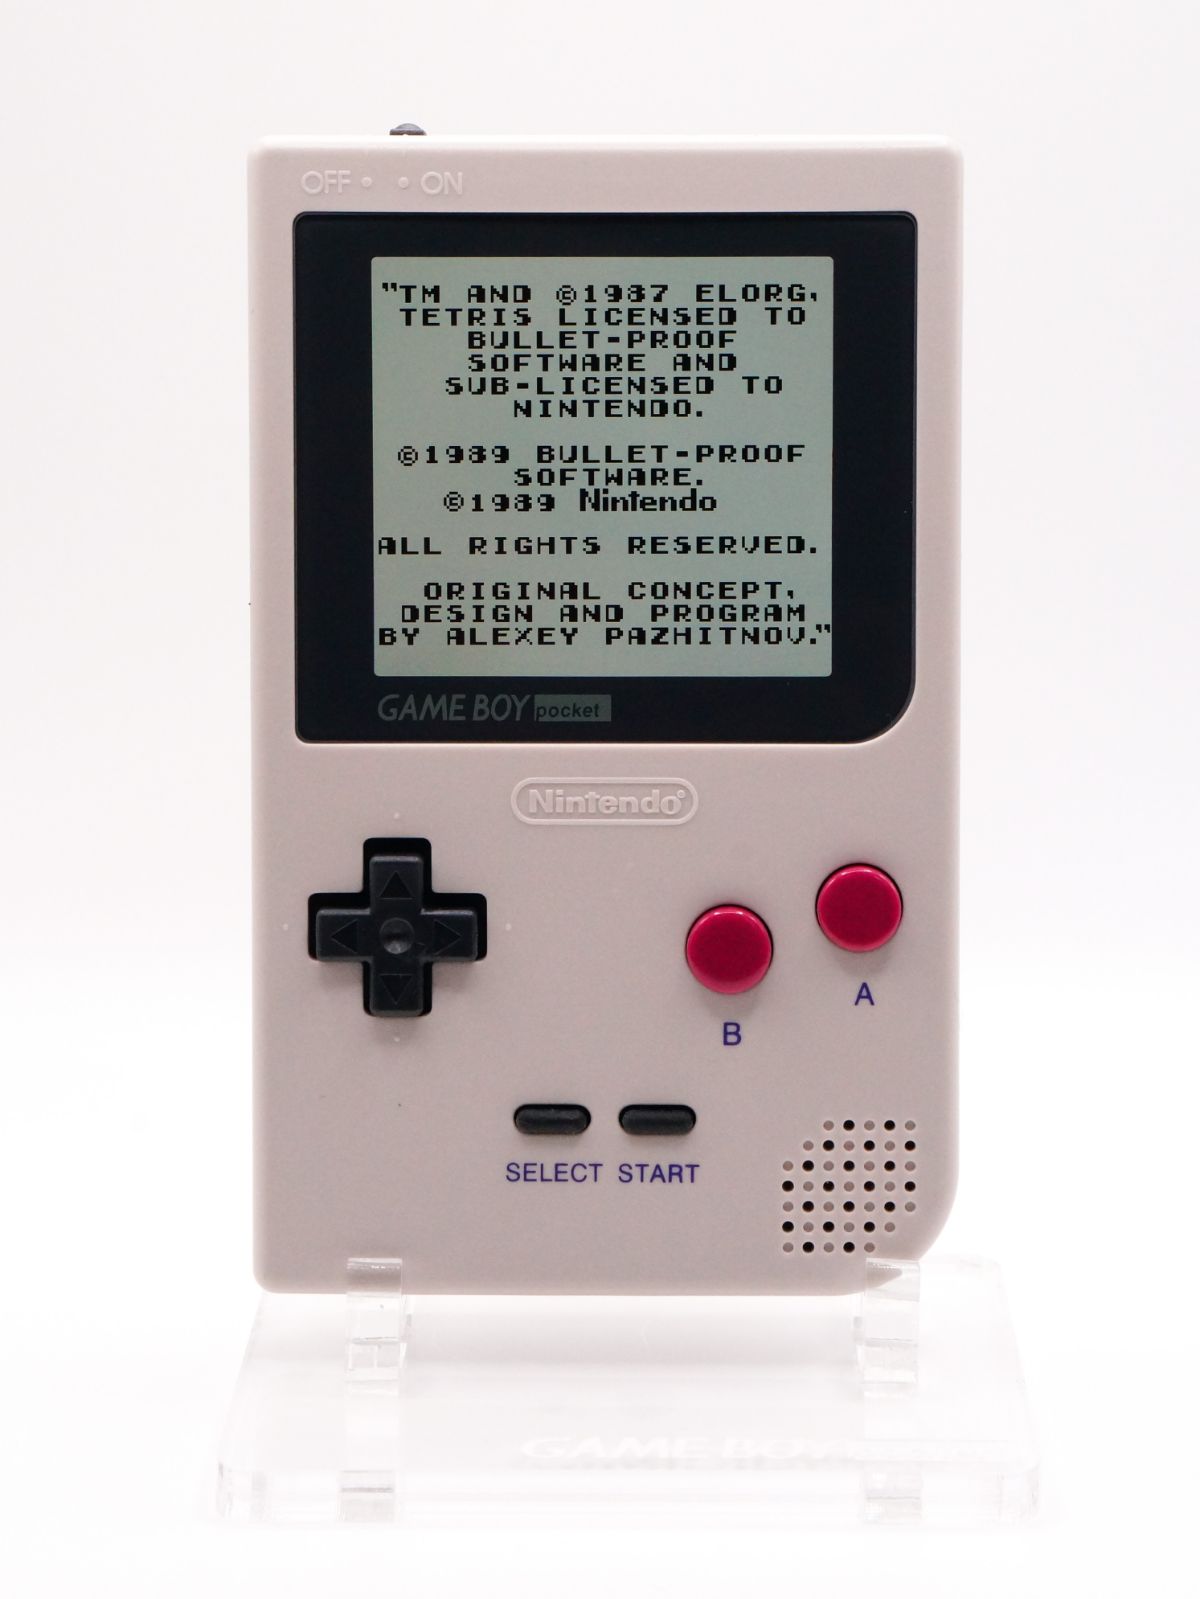 OFF • • ON
"TM AND ©1987 ELORG,
TETRIS LICENSED TO
BULLET-PROOF
SOFTWARE AND
SUB-LICENSED TO
NINTENDO.
©1989 BULLET-PROOF
SOFTWARE.
©1989 Nintendo
ALL RIGHTS RESERVED.
ORIGINAL CONCEPT,
DESIGN AND PROGRAM
BY ALEXEY PAZHITNOV."
GAME BOY pocket
Nintendo®
A
B
SELECT START
GAME BOY